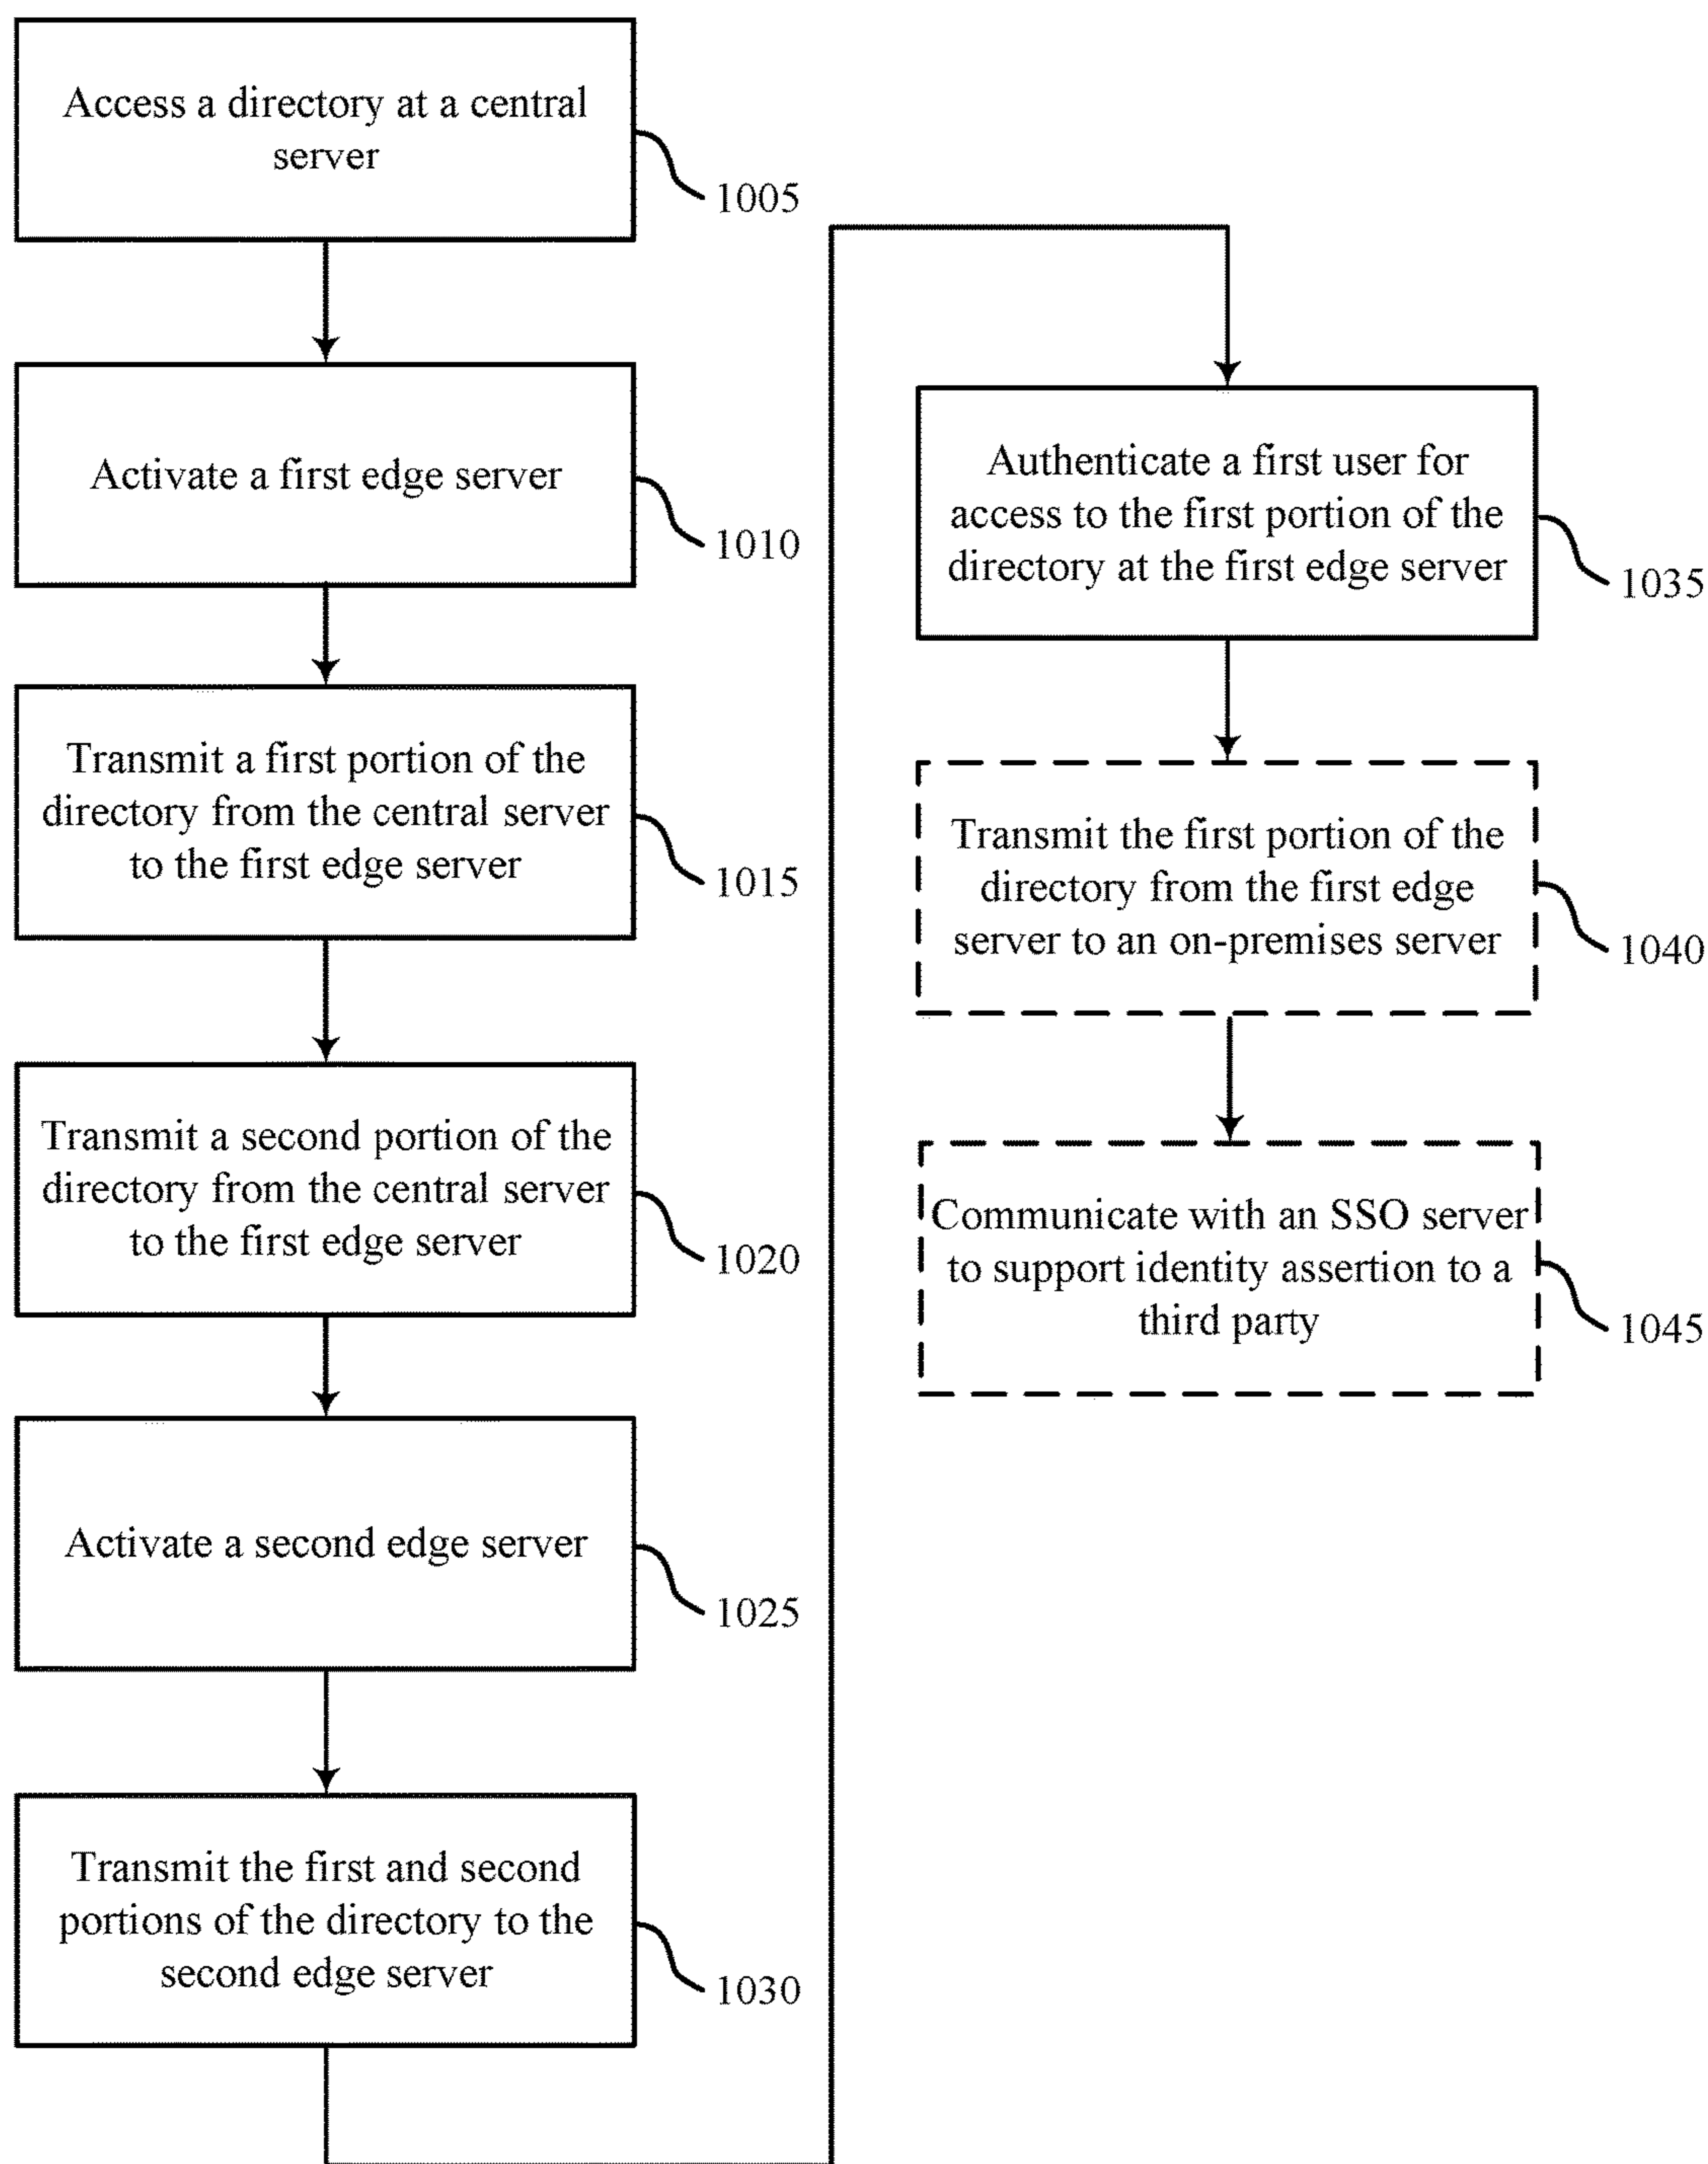 Access a directory at a central
server
1005
Activate a first edge server
1010
Transmit a first portion of the
directory from the central server
to the first edge server
1015
Transmit a second portion of the
directory from the central server
to the first edge server
1020
Activate a second edge server
1025
Transmit the first and second
portions of the directory to the
second edge server
1030
Authenticate a first user for
access to the first portion of the
directory at the first edge server
1035
Transmit the first portion of the
directory from the first edge
server to an on-premises server
1040
Communicate with an SSO server
to support identity assertion to a
third party
1045